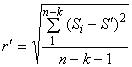 r' = √( Σ_{1}^{n-k} (S_i - S')² / (n-k-1) )